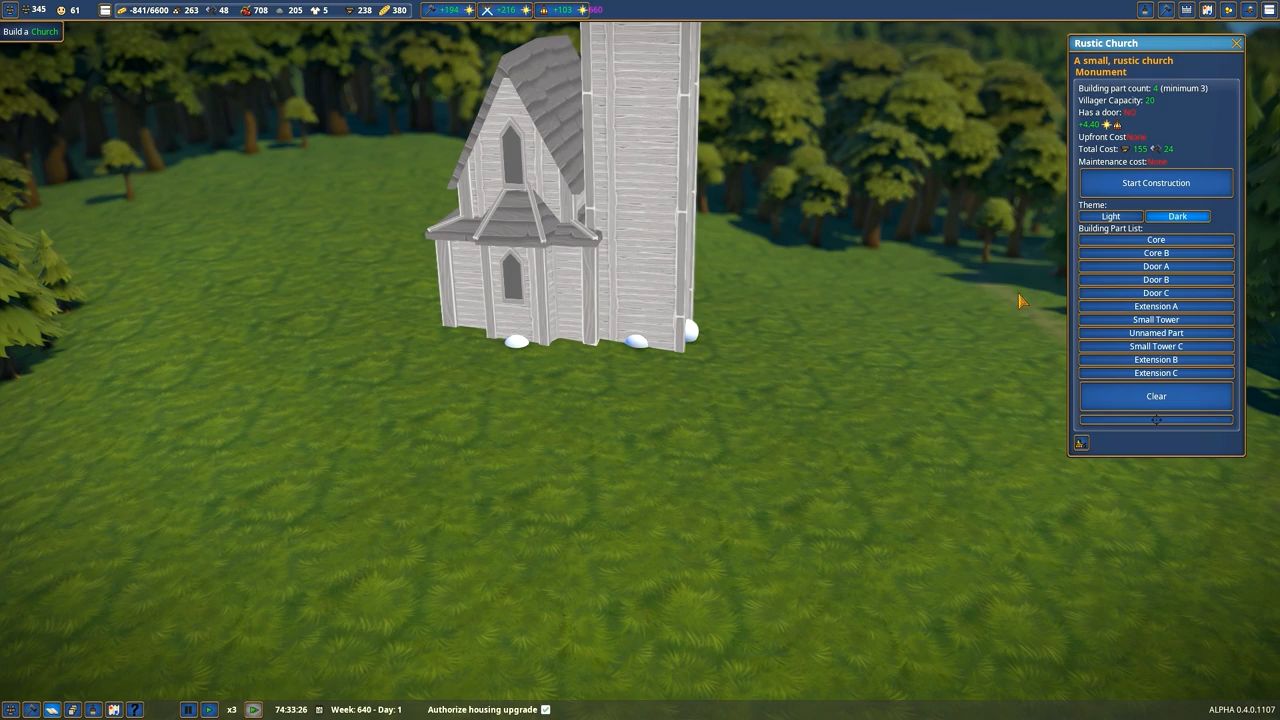 345 61 -841/6600 263 48 708 205 5 238 380 +194 +216 +103 660
Build a Church
Rustic Church
A small, rustic church
Monument
Building part count: 4 (minimum 3)
Villager Capacity: 20
Has a door: NO
+4.40
Upfront Cost None
Total Cost: 155 24
Maintenance cost: None
Start Construction
Theme:
Light Dark
Building Part List:
Core
Core B
Door A
Door B
Door C
Extension A
Small Tower
Unnamed Part
Small Tower C
Extension B
Extension C
Clear
x3 74:33:26 Week: 640 - Day: 1 Authorize housing upgrade ALPHA 0.4.0.1107